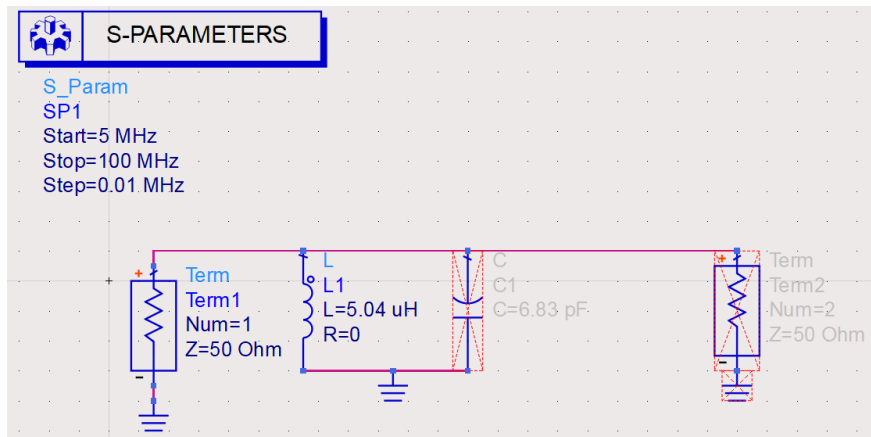 S-PARAMETERS
S_Param
SP1
Start=5 MHz
Stop=100 MHz
Step=0.01 MHz
+
Term
Term1
Num=1
Z=50 Ohm
-
L
L1
L=5.04 uH
R=0
C
C1
C=6.83 pF
+
Term
Term2
Num=2
Z=50 Ohm
-